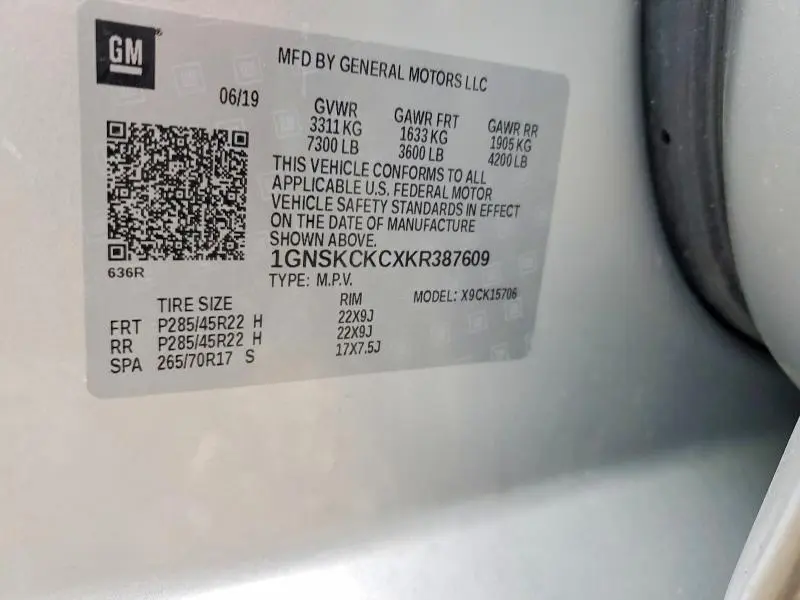 GM
MFD BY GENERAL MOTORS LLC
06/19
GVWR GAWR FRT GAWR RR
3311 KG 1633 KG 1905 KG
7300 LB 3600 LB 4200 LB
THIS VEHICLE CONFORMS TO ALL
APPLICABLE U.S. FEDERAL MOTOR
VEHICLE SAFETY STANDARDS IN EFFECT
ON THE DATE OF MANUFACTURE
SHOWN ABOVE.
1GNSKCKCXKR387609
636R
TYPE: M.P.V. MODEL: X9CK15706
TIRE SIZE RIM
FRT P285/45R22 H 22X9J
RR P285/45R22 H 22X9J
SPA 265/70R17 S 17X7.5J